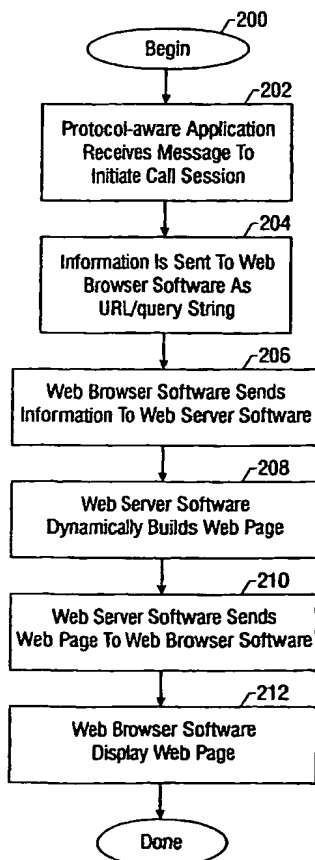 200
Begin
202
Protocol-aware Application
Receives Message To
Initiate Call Session
204
Information Is Sent To Web
Browser Software As
URL/query String
206
Web Browser Software Sends
Information To Web Server Software
208
Web Server Software
Dynamically Builds Web Page
210
Web Server Software Sends
Web Page To Web Browser Software
212
Web Browser Software
Display Web Page
Done